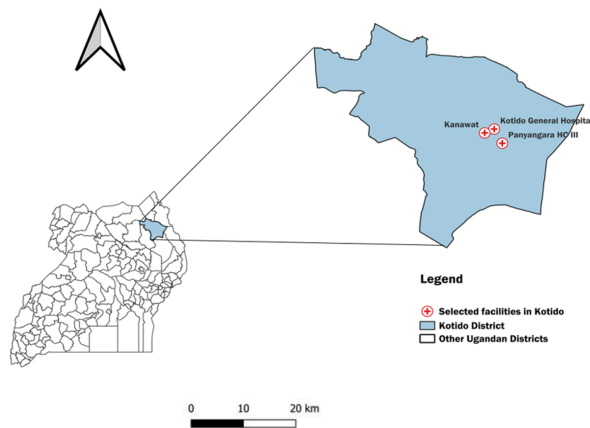 Kanawat
Kotido General Hospita
Panyangara HC III
Legend
Selected facilities in Kotido
Kotido District
Other Ugandan Districts
0 10 20 km